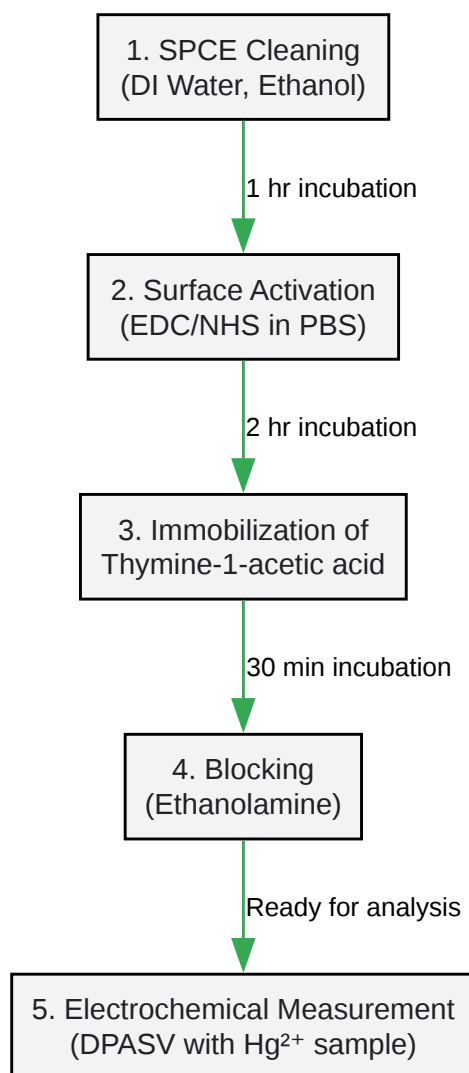 1. SPCE Cleaning
(DI Water, Ethanol)
1 hr incubation
2. Surface Activation
(EDC/NHS in PBS)
2 hr incubation
3. Immobilization of
Thymine-1-acetic acid
30 min incubation
4. Blocking
(Ethanolamine)
Ready for analysis
5. Electrochemical Measurement
(DPASV with Hg²⁺ sample)